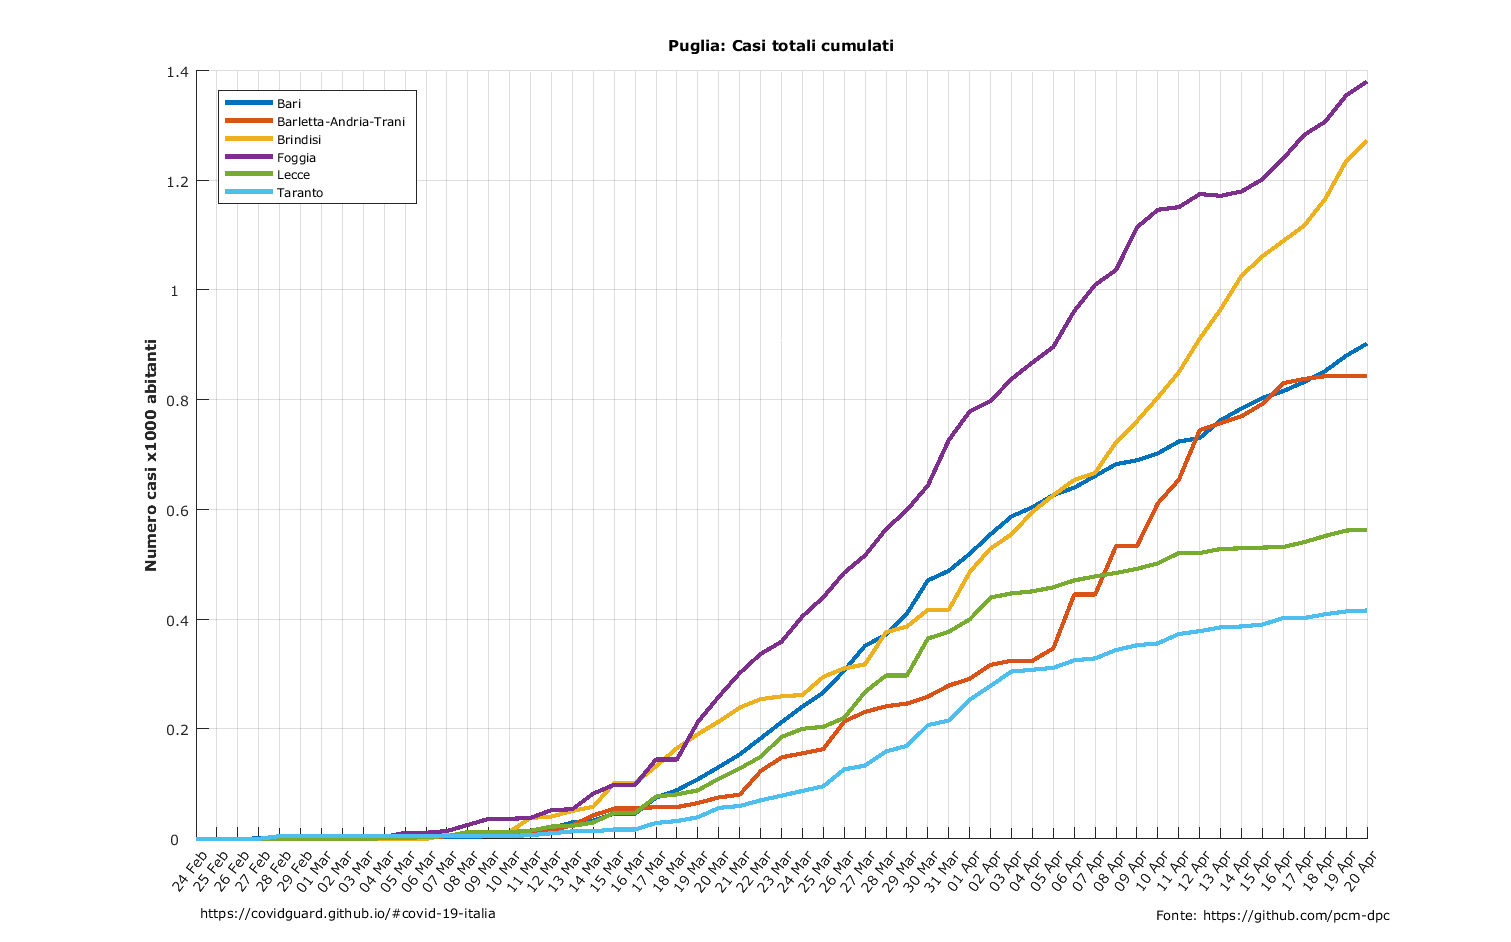 Puglia: Casi totali cumulati
1.4
1.2
1
0.8
0.6
0.4
0.2
0
Numero casi x1000 abitanti
Bari
Barletta-Andria-Trani
Brindisi
Foggia
Lecce
Taranto
24 Feb
25 Feb
26 Feb
27 Feb
28 Feb
29 Feb
01 Mar
02 Mar
03 Mar
04 Mar
05 Mar
06 Mar
07 Mar
08 Mar
09 Mar
10 Mar
11 Mar
12 Mar
13 Mar
14 Mar
15 Mar
16 Mar
17 Mar
18 Mar
19 Mar
20 Mar
21 Mar
22 Mar
23 Mar
24 Mar
25 Mar
26 Mar
27 Mar
28 Mar
29 Mar
30 Mar
31 Mar
01 Apr
02 Apr
03 Apr
04 Apr
05 Apr
06 Apr
07 Apr
08 Apr
09 Apr
10 Apr
11 Apr
12 Apr
13 Apr
14 Apr
15 Apr
16 Apr
17 Apr
18 Apr
19 Apr
20 Apr
https://covidguard.github.io/#covid-19-italia
Fonte: https://github.com/pcm-dpc